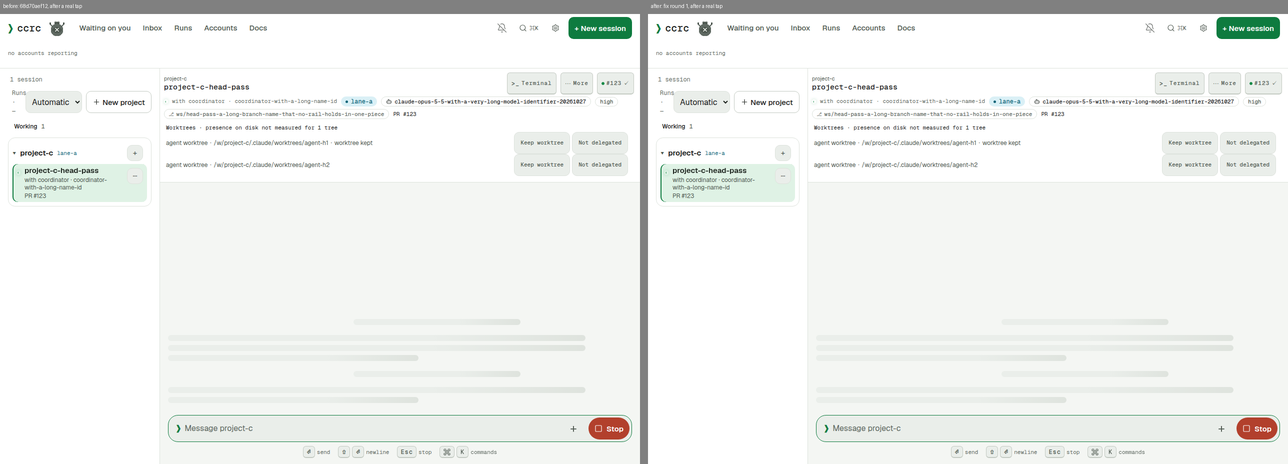 before: 68d70aef12, after a real tap
ccrc
Waiting on you Inbox Runs Accounts Docs
⌘K
+ New session
no accounts reporting
1 session
Runs
Automatic
+ New project
Working 1
project-c lane-a
+
project-c-head-pass
with coordinator · coordinator-
with-a-long-name-id
PR #123
project-c
project-c-head-pass
>_ Terminal
··· More
#123 ✓
with coordinator · coordinator-with-a-long-name-id lane-a claude-opus-5-5-with-a-very-long-model-identifier-20261027 high
ws/head-pass-a-long-branch-name-that-no-rail-holds-in-one-piece PR #123
Worktrees · presence on disk not measured for 1 tree
agent worktree · /w/project-c/.claude/worktrees/agent-h1 · worktree kept
Keep worktree Not delegated
agent worktree · /w/project-c/.claude/worktrees/agent-h2
Keep worktree Not delegated
Message project-c
+
Stop
send newline Esc stop ⌘ K commands
after: fix round 1, after a real tap
ccrc
Waiting on you Inbox Runs Accounts Docs
⌘K
+ New session
no accounts reporting
1 session
Runs
Automatic
+ New project
Working 1
project-c lane-a
+
project-c-head-pass
with coordinator · coordinator-
with-a-long-name-id
PR #123
project-c
project-c-head-pass
>_ Terminal
··· More
#123 ✓
with coordinator · coordinator-with-a-long-name-id lane-a claude-opus-5-5-with-a-very-long-model-identifier-20261027 high
ws/head-pass-a-long-branch-name-that-no-rail-holds-in-one-piece PR #123
Worktrees · presence on disk not measured for 1 tree
agent worktree · /w/project-c/.claude/worktrees/agent-h1 · worktree kept
Keep worktree Not delegated
agent worktree · /w/project-c/.claude/worktrees/agent-h2
Keep worktree Not delegated
Message project-c
+
Stop
send newline Esc stop ⌘ K commands